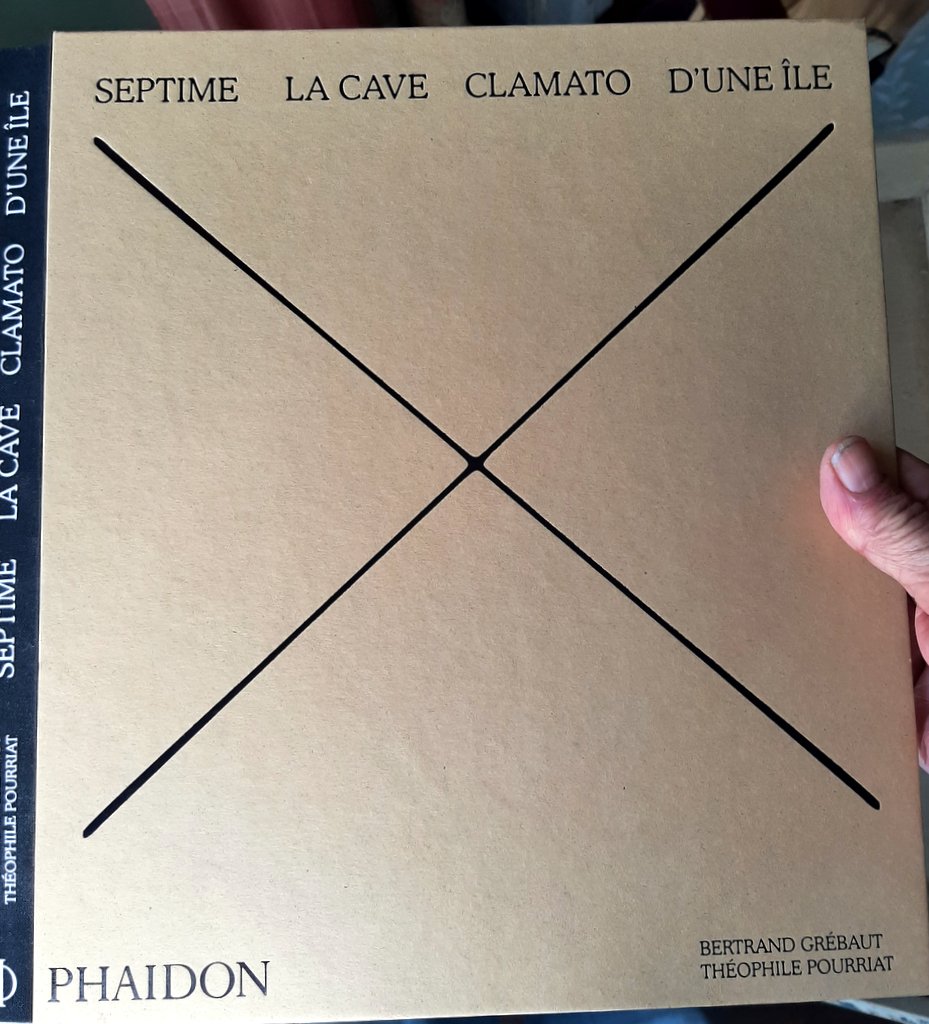 SEPTIME LA CAVE CLAMATO D'UNE ÎLE
PHAIDON
BERTRAND GRÉBAUT
THÉOPHILE POURRIAT
THÉOPHILE POURRIAT SEPTIME LA CAVE CLAMATO D'UNE ÎLE